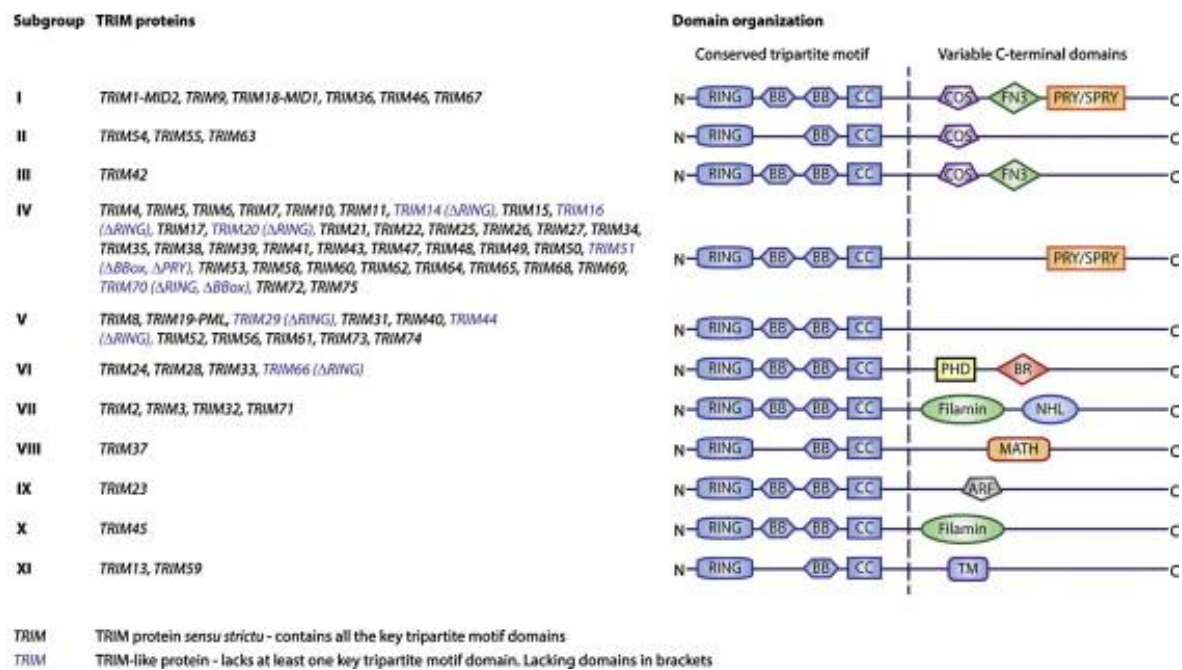 Subgroup TRIM proteins Domain organization
Conserved tripartite motif Variable C-terminal domains
I TRIM1-MID2, TRIM9, TRIM18-MID1, TRIM36, TRIM46, TRIM67 N RING BB BB CC COS FN3 PRY/SPRY C
II TRIM54, TRIM55, TRIM63 N RING BB CC COS C
III TRIM42 N RING BB BB CC COS FN3 C
IV TRIM4, TRIM5, TRIM6, TRIM7, TRIM10, TRIM11, TRIM14 (ΔRING), TRIM15, TRIM16
(ΔRING), TRIM17, TRIM20 (ΔRING), TRIM21, TRIM22, TRIM25, TRIM26, TRIM27, TRIM34,
TRIM35, TRIM38, TRIM39, TRIM41, TRIM43, TRIM47, TRIM48, TRIM49, TRIM50, TRIM51
(ΔBBox, ΔPRY), TRIM53, TRIM58, TRIM60, TRIM62, TRIM64, TRIM65, TRIM68, TRIM69,
TRIM70 (ΔRING, ΔBBox), TRIM72, TRIM75
N RING BB BB CC PRY/SPRY C
V TRIM8, TRIM19-PML, TRIM29 (ΔRING), TRIM31, TRIM40, TRIM44
(ΔRING), TRIM52, TRIM56, TRIM61, TRIM73, TRIM74
N RING BB BB CC C
VI TRIM24, TRIM28, TRIM33, TRIM66 (ΔRING) N RING BB BB CC PHD BR C
VII TRIM2, TRIM3, TRIM32, TRIM71 N RING BB BB CC Filamin NHL C
VIII TRIM37 N RING BB CC MATH C
IX TRIM23 N RING BB BB CC ARF C
X TRIM45 N RING BB BB CC Filamin C
XI TRIM13, TRIM59 N RING BB CC TM C
TRIM TRIM protein sensu strictu - contains all the key tripartite motif domains
TRIM TRIM-like protein - lacks at least one key tripartite motif domain. Lacking domains in brackets